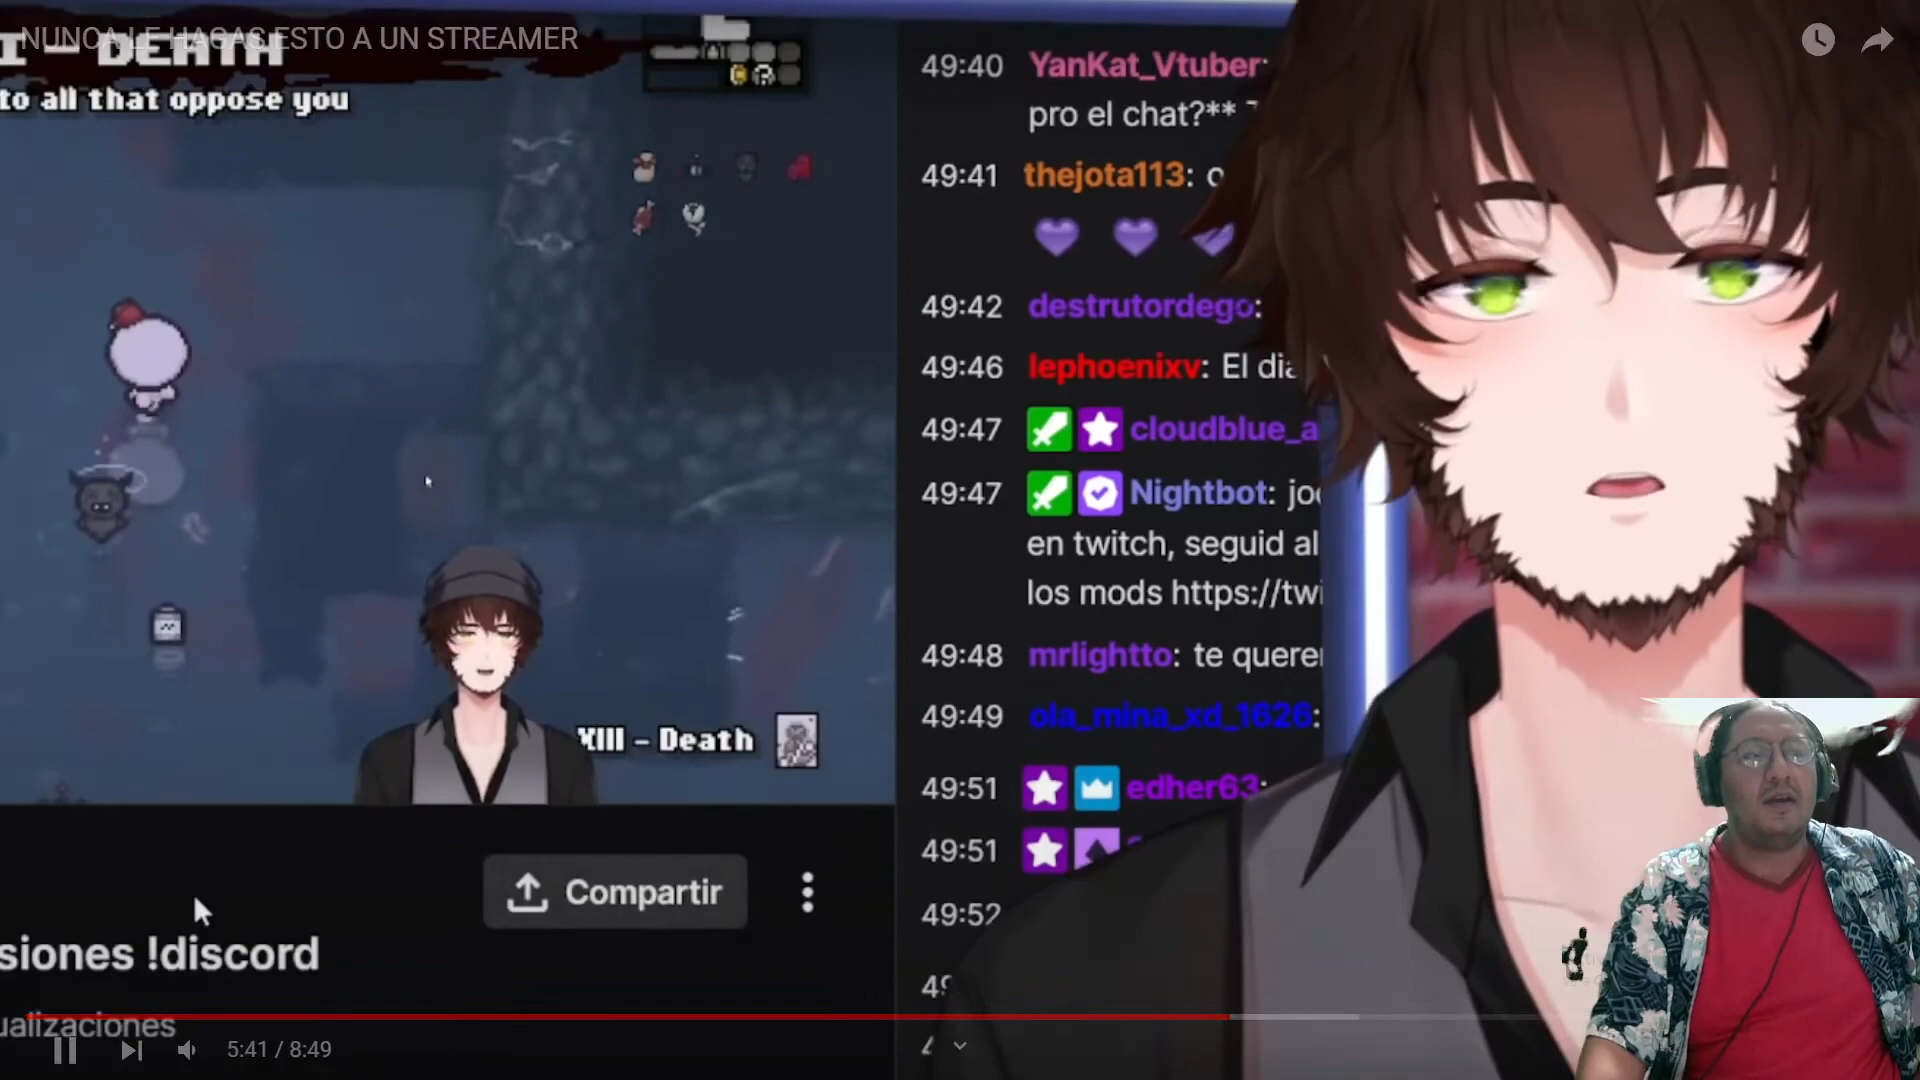 NUNCA LE HAGAS ESTO A UN STREAMER
I - DEATH
to all that oppose you
XIII - Death
Compartir
siones !discord
ualizaciones
5:41 / 8:49
49:40 YanKat_Vtuber:
pro el chat?**
49:41 thejota113: o
49:42 destrutordego:
49:46 lephoenixv: El dia
49:47 cloudblue_a
49:47 Nightbot: joc
en twitch, seguid al
los mods https://twi
49:48 mrlightto: te querer
49:49 ola_mina_xd_1626:
49:51 edher63:
49:51
49:52